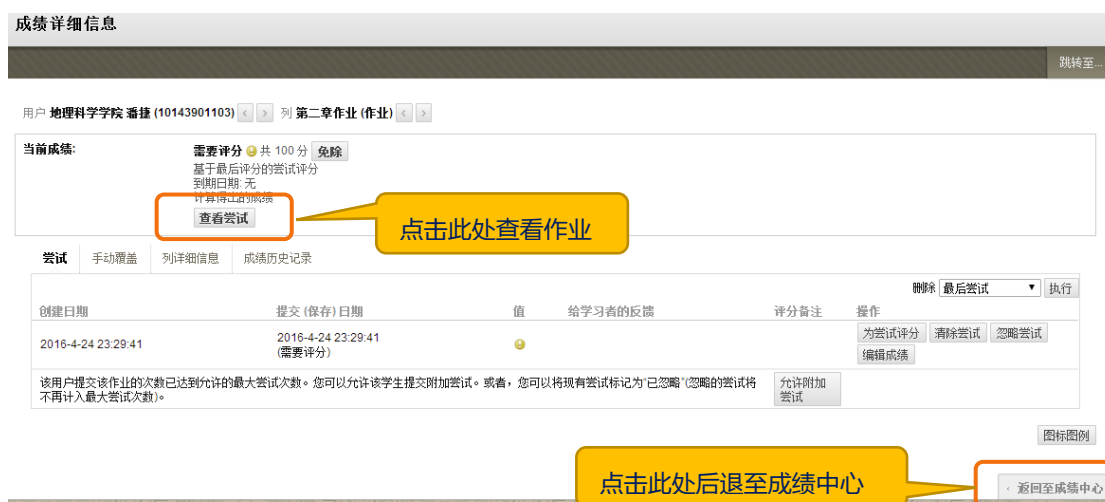 成绩详细信息
跳转至...
用户 地理科学学院 潘捷 (10143901103) < > 列 第二章作业 (作业) < >
当前成绩: 需要评分 共 100 分 免除
基于最后评分的尝试评分
到期日期: 无
计算得出的成绩
查看尝试
点击此处查看作业
尝试 手动覆盖 列详细信息 成绩历史记录
删除 最后尝试 执行
创建日期 提交 (保存) 日期 值 给学习者的反馈 评分备注 操作
2016-4-24 23:29:41 2016-4-24 23:29:41 为尝试评分 清除尝试 忽略尝试
(需要评分) 编辑成绩
该用户提交该作业的次数已达到允许的最大尝试次数。您可以允许该学生提交附加尝试。或者，您可以将现有尝试标记为"已忽略"(忽略的尝试将 允许附加
不再计入最大尝试次数)。 尝试
图标图例
点击此处后退至成绩中心
‹ 返回至成绩中心